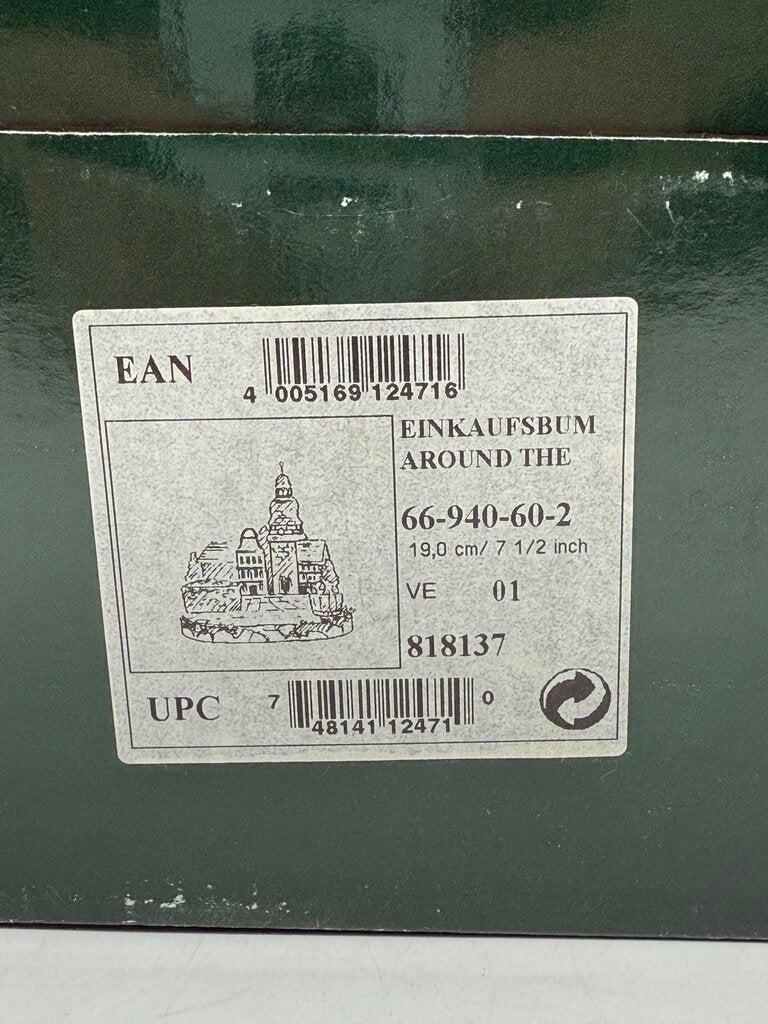 EAN
4 005169 124716
EINKAUFSBUM
AROUND THE
66-940-60-2
19,0 cm/ 7 1/2 inch
VE 01
818137
UPC
7 48141 12471 0